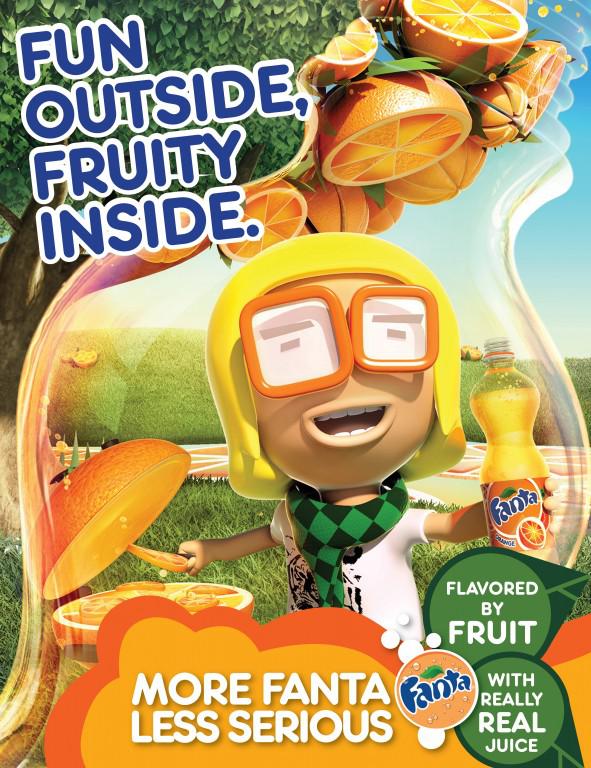 FUN
OUTSIDE,
FRUITY
INSIDE.
Fanta
ORANGE
FLAVORED
BY
FRUIT
MORE FANTA
LESS SERIOUS
Fanta
WITH
REALLY
REAL
JUICE